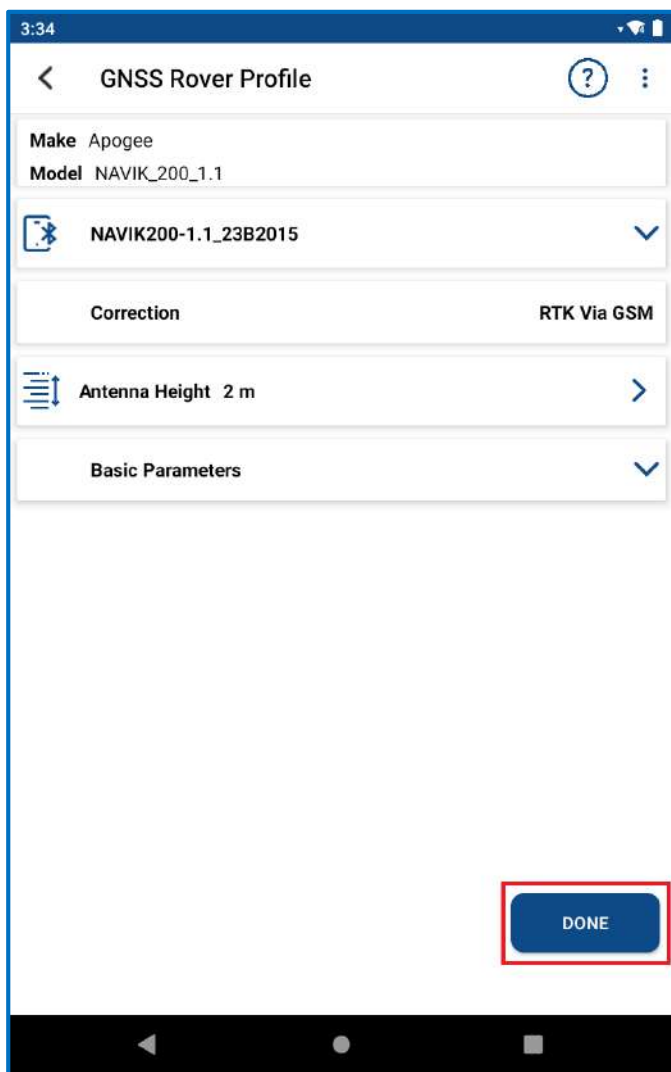 3:34
GNSS Rover Profile
?
Make Apogee
Model NAVIK_200_1.1
NAVIK200-1.1_23B2015
Correction RTK Via GSM
Antenna Height 2 m
Basic Parameters
DONE